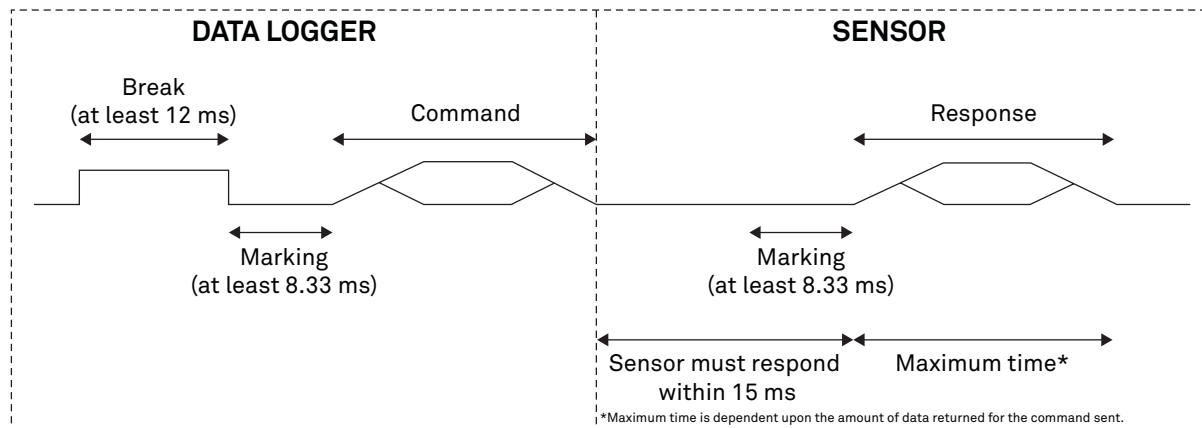 DATA LOGGER
SENSOR
Break
(at least 12 ms)
Command
Response
Marking
(at least 8.33 ms)
Marking
(at least 8.33 ms)
Sensor must respond
within 15 ms
Maximum time*
*Maximum time is dependent upon the amount of data returned for the command sent.